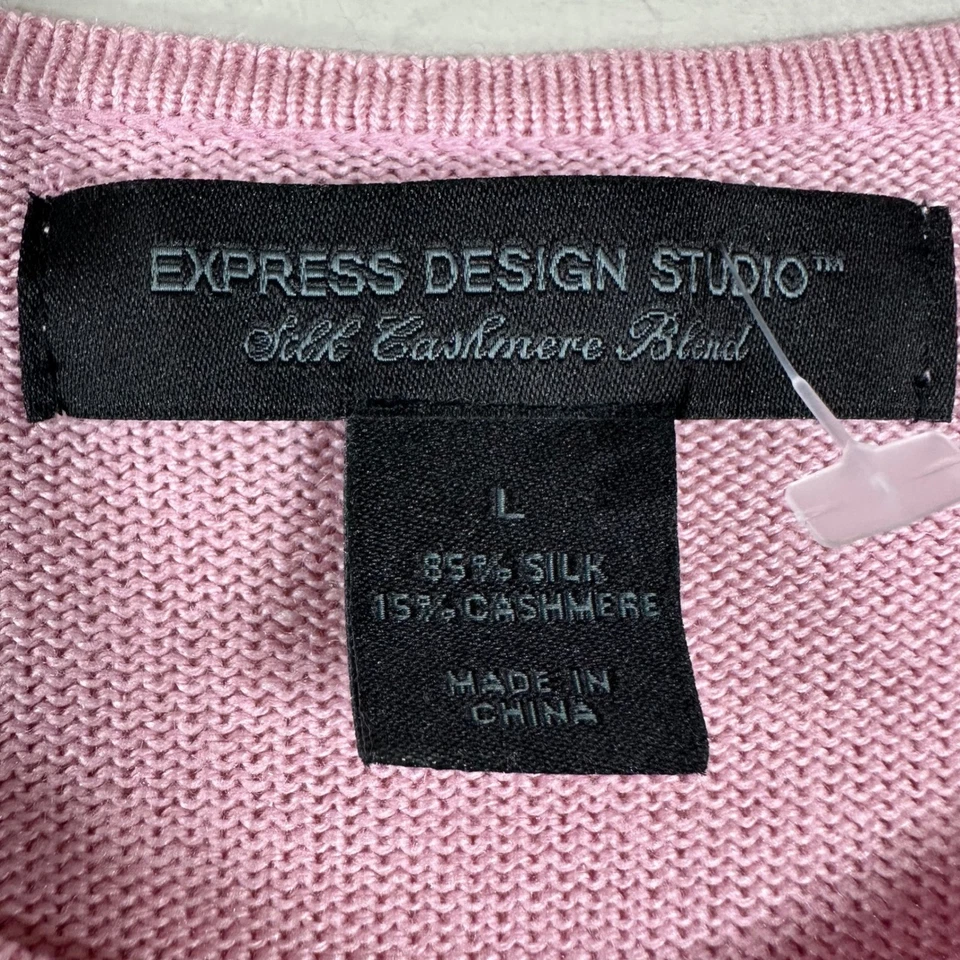 EXPRESS DESIGN STUDIO™
Silk Cashmere Blend
L
85% SILK
15% CASHMERE
MADE IN
CHINA